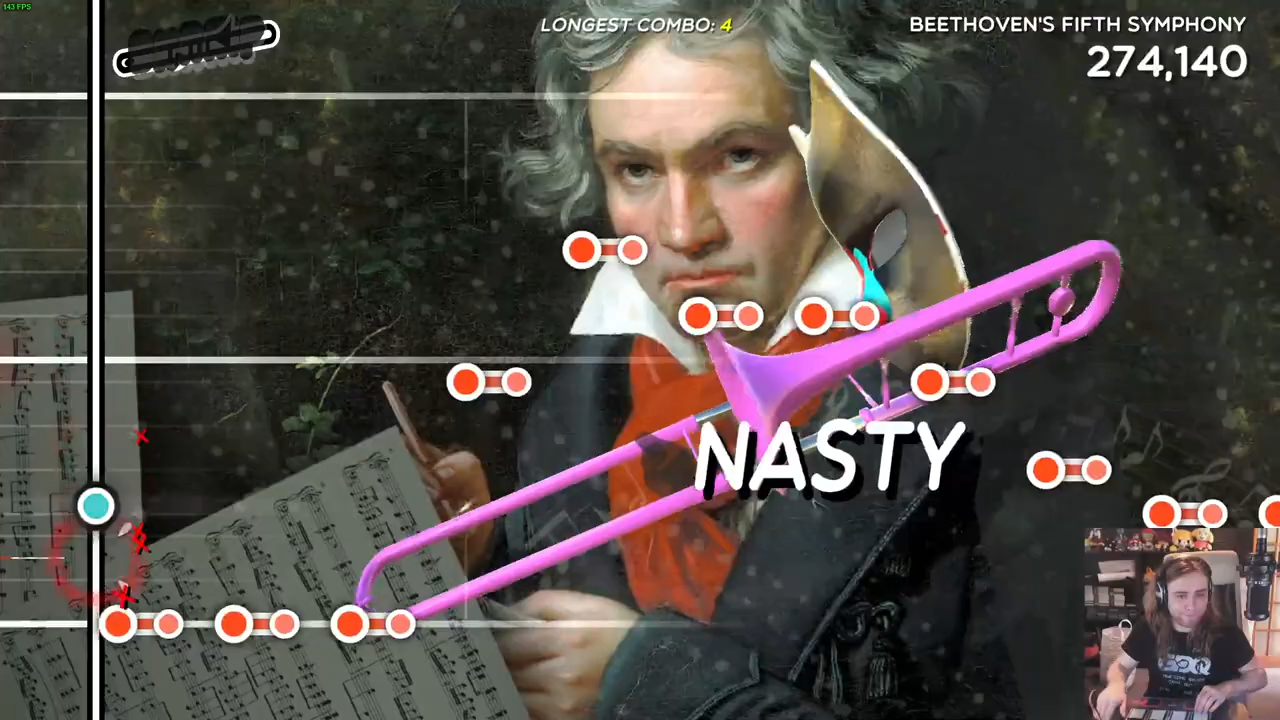 143 FPS
LONGEST COMBO: 4
BEETHOVEN'S FIFTH SYMPHONY
274,140
NASTY